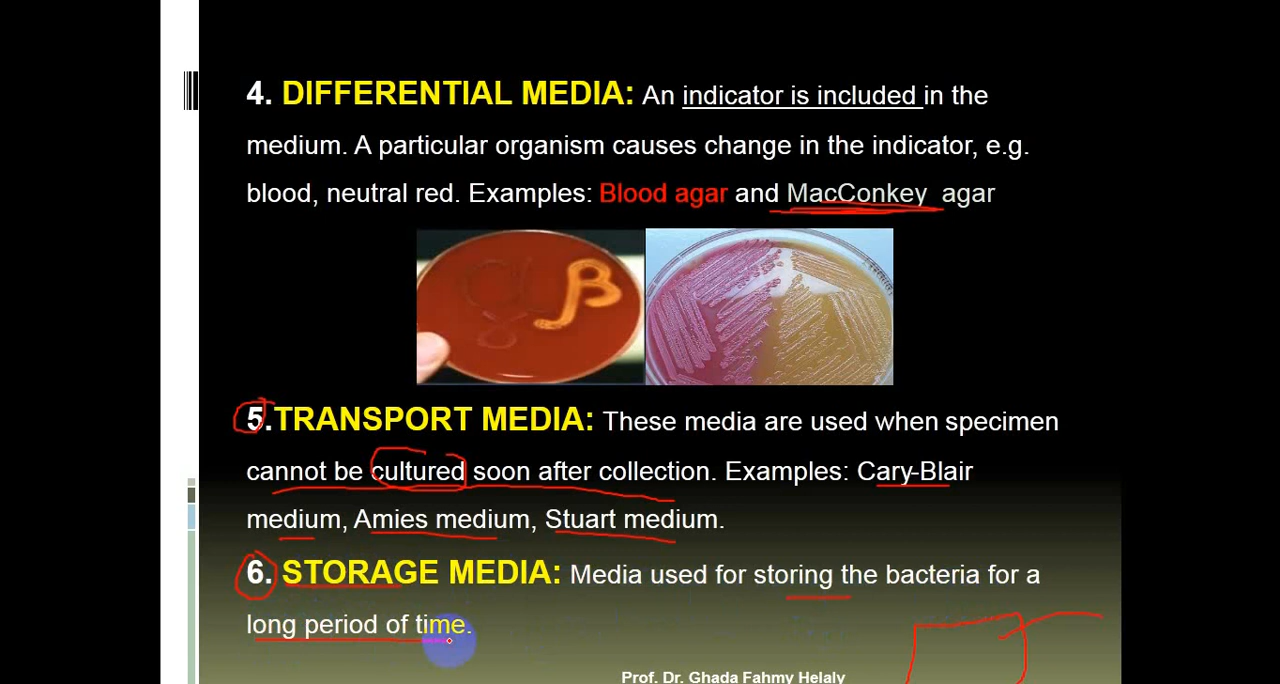 4. DIFFERENTIAL MEDIA: An indicator is included in the
medium. A particular organism causes change in the indicator, e.g.
blood, neutral red. Examples: Blood agar and MacConkey agar
α β
γ
5.TRANSPORT MEDIA: These media are used when specimen
cannot be cultured soon after collection. Examples: Cary-Blair
medium, Amies medium, Stuart medium.
6. STORAGE MEDIA: Media used for storing the bacteria for a
long period of time.
Prof. Dr. Ghada Fahmy Helaly